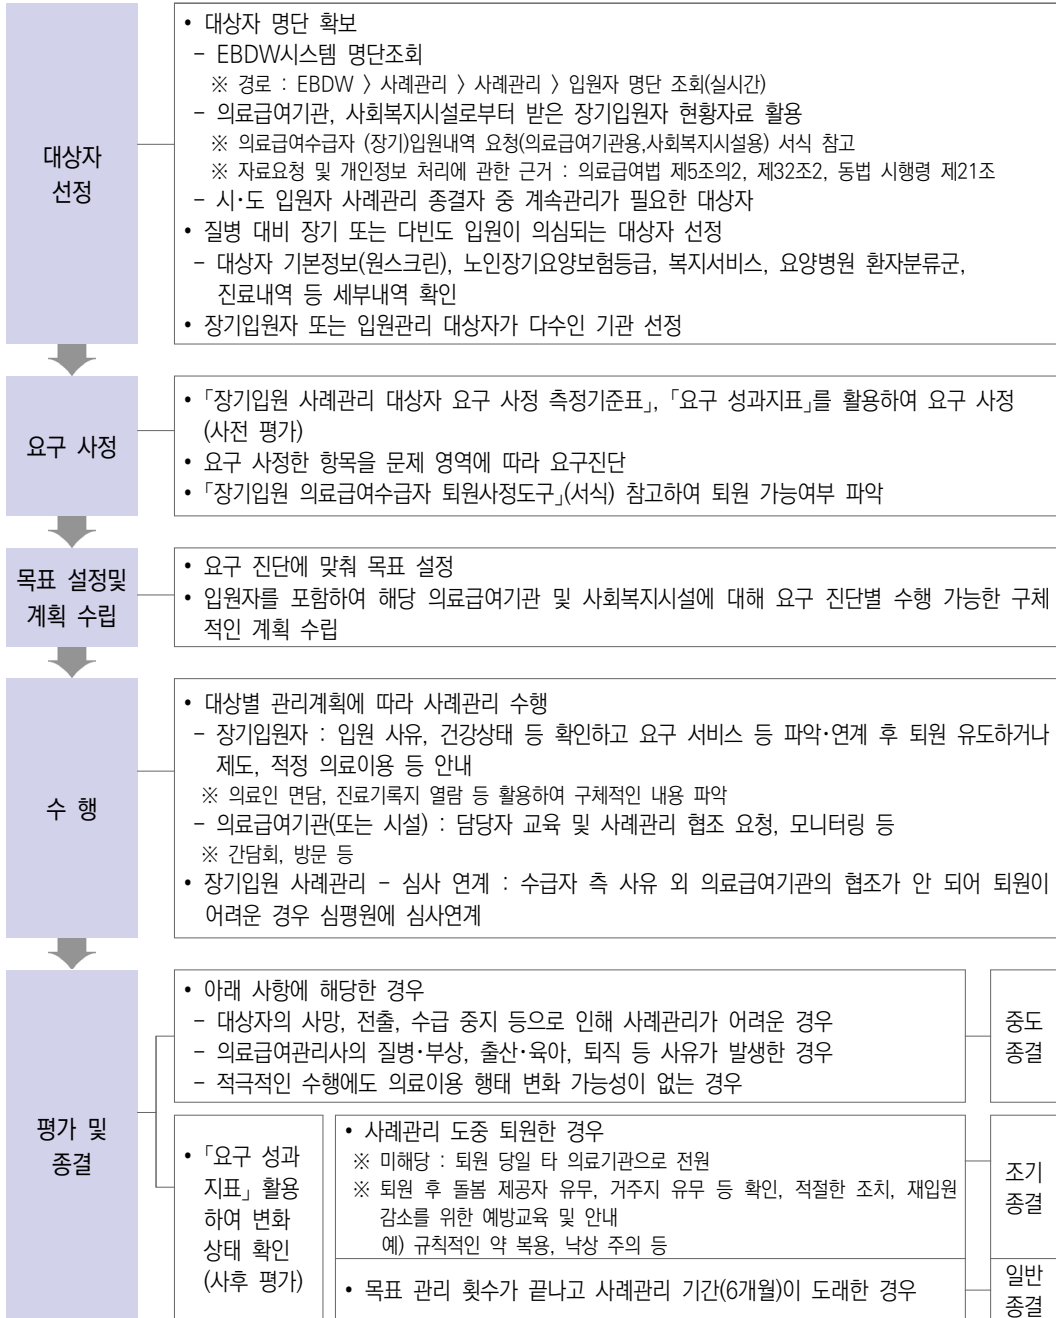 대상자
선정
• 대상자 명단 확보
- EBDW시스템 명단조회
※ 경로 : EBDW 〉 사례관리 〉 사례관리 〉 입원자 명단 조회(실시간)
- 의료급여기관, 사회복지시설로부터 받은 장기입원자 현황자료 활용
※ 의료급여수급자 (장기)입원내역 요청(의료급여기관용,사회복지시설용) 서식 참고
※ 자료요청 및 개인정보 처리에 관한 근거 : 의료급여법 제5조의2, 제32조2, 동법 시행령 제21조
- 시·도 입원자 사례관리 종결자 중 계속관리가 필요한 대상자
• 질병 대비 장기 또는 다빈도 입원이 의심되는 대상자 선정
- 대상자 기본정보(원스크린), 노인장기요양보험등급, 복지서비스, 요양병원 환자분류군,
진료내역 등 세부내역 확인
• 장기입원자 또는 입원관리 대상자가 다수인 기관 선정
요구 사정
• 「장기입원 사례관리 대상자 요구 사정 측정기준표」, 「요구 성과지표」를 활용하여 요구 사정
(사전 평가)
• 요구 사정한 항목을 문제 영역에 따라 요구진단
• 「장기입원 의료급여수급자 퇴원사정도구」(서식) 참고하여 퇴원 가능여부 파악
목표 설정및
계획 수립
• 요구 진단에 맞춰 목표 설정
• 입원자를 포함하여 해당 의료급여기관 및 사회복지시설에 대해 요구 진단별 수행 가능한 구체
적인 계획 수립
수 행
• 대상별 관리계획에 따라 사례관리 수행
- 장기입원자 : 입원 사유, 건강상태 등 확인하고 요구 서비스 등 파악·연계 후 퇴원 유도하거나
제도, 적정 의료이용 등 안내
※ 의료인 면담, 진료기록지 열람 등 활용하여 구체적인 내용 파악
- 의료급여기관(또는 시설) : 담당자 교육 및 사례관리 협조 요청, 모니터링 등
※ 간담회, 방문 등
• 장기입원 사례관리 - 심사 연계 : 수급자 측 사유 외 의료급여기관의 협조가 안 되어 퇴원이
어려운 경우 심평원에 심사연계
평가 및
종결
• 아래 사항에 해당한 경우
- 대상자의 사망, 전출, 수급 중지 등으로 인해 사례관리가 어려운 경우
- 의료급여관리사의 질병·부상, 출산·육아, 퇴직 등 사유가 발생한 경우
- 적극적인 수행에도 의료이용 행태 변화 가능성이 없는 경우
중도
종결
• 「요구 성과
지표」 활용
하여 변화
상태 확인
(사후 평가)
• 사례관리 도중 퇴원한 경우
※ 미해당 : 퇴원 당일 타 의료기관으로 전원
※ 퇴원 후 돌봄 제공자 유무, 거주지 유무 등 확인, 적절한 조치, 재입원
감소를 위한 예방교육 및 안내
예) 규칙적인 약 복용, 낙상 주의 등
조기
종결
• 목표 관리 횟수가 끝나고 사례관리 기간(6개월)이 도래한 경우
일반
종결